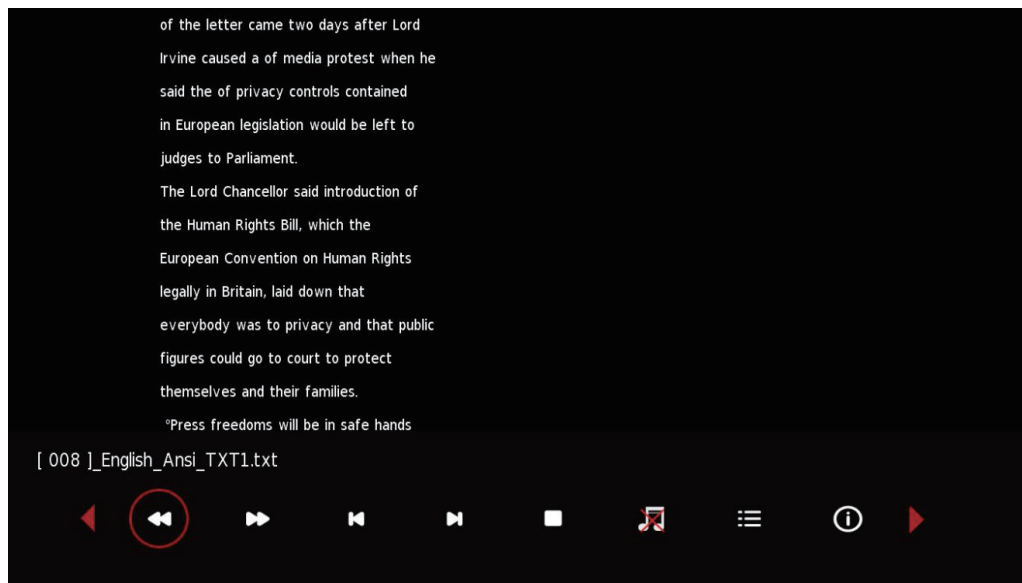 of the letter came two days after Lord
Irvine caused a of media protest when he
said the of privacy controls contained
in European legislation would be left to
judges to Parliament.
The Lord Chancellor said introduction of
the Human Rights Bill, which the
European Convention on Human Rights
legally in Britain, laid down that
everybody was to privacy and that public
figures could go to court to protect
themselves and their families.
ºPress freedoms will be in safe hands
[ 008 ]_English_Ansi_TXT1.txt